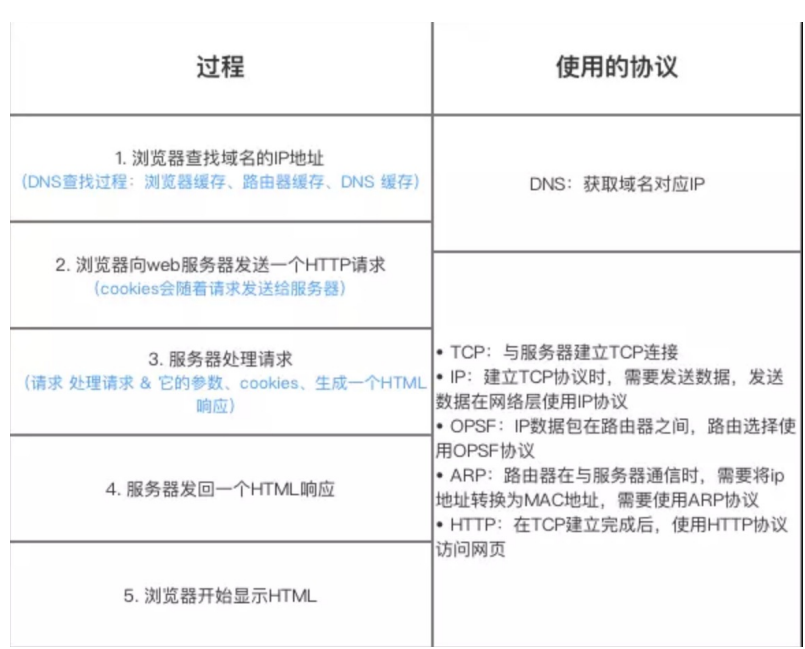 过程
使用的协议
1. 浏览器查找域名的IP地址
（DNS查找过程：浏览器缓存、路由器缓存、DNS 缓存）
DNS：获取域名对应IP
2. 浏览器向web服务器发送一个HTTP请求
（cookies会随着请求发送给服务器）
3. 服务器处理请求
（请求 处理请求 & 它的参数、cookies、生成一个HTML
响应）
4. 服务器发回一个HTML响应
5. 浏览器开始显示HTML
• TCP：与服务器建立TCP连接
• IP：建立TCP协议时，需要发送数据，发送
数据在网络层使用IP协议
• OPSF：IP数据包在路由器之间，路由选择使
用OPSF协议
• ARP：路由器在与服务器通信时，需要将ip
地址转换为MAC地址，需要使用ARP协议
• HTTP：在TCP建立完成后，使用HTTP协议
访问网页